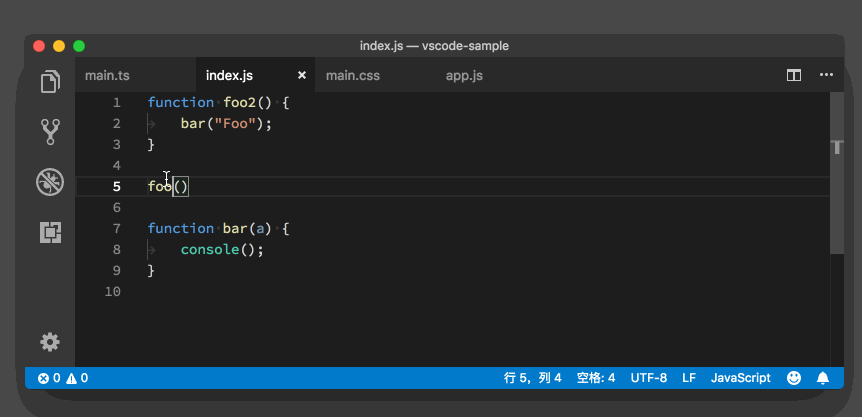 index.js — vscode-sample
main.ts index.js × main.css app.js
1 function foo2() {
2 bar("Foo");
3 }
4
5 foo()
6
7 function bar(a) {
8 console();
9 }
10
0 0 行 5，列 4 空格: 4 UTF-8 LF JavaScript